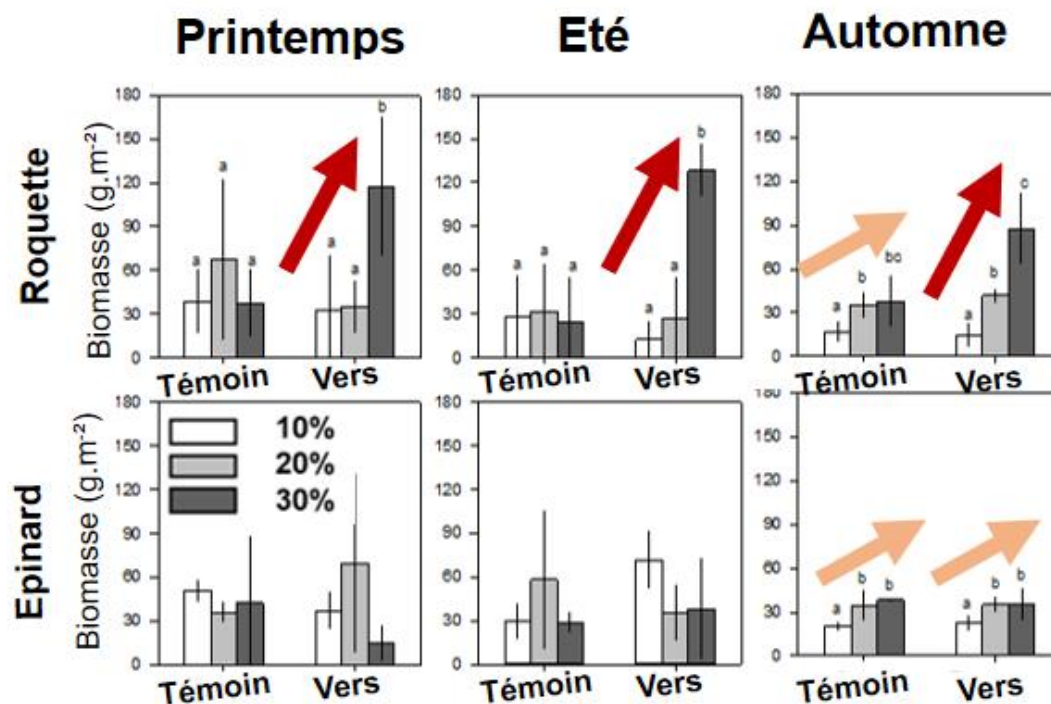 Printemps Eté Automne
Roquette
Biomasse (g.m⁻²)
180
150
120
90
60
30
0
a
a
a
a
a
b
Témoin Vers
180
150
120
90
60
30
0
a
a
a
a
a
b
Témoin Vers
180
150
120
90
60
30
0
a
b
bc
a
b
c
Témoin Vers
Epinard
Biomasse (g.m⁻²)
180
150
120
90
60
30
0
10%
20%
30%
Témoin Vers
180
150
120
90
60
30
0
Témoin Vers
180
150
120
90
60
30
0
a
b
b
a
b
b
Témoin Vers